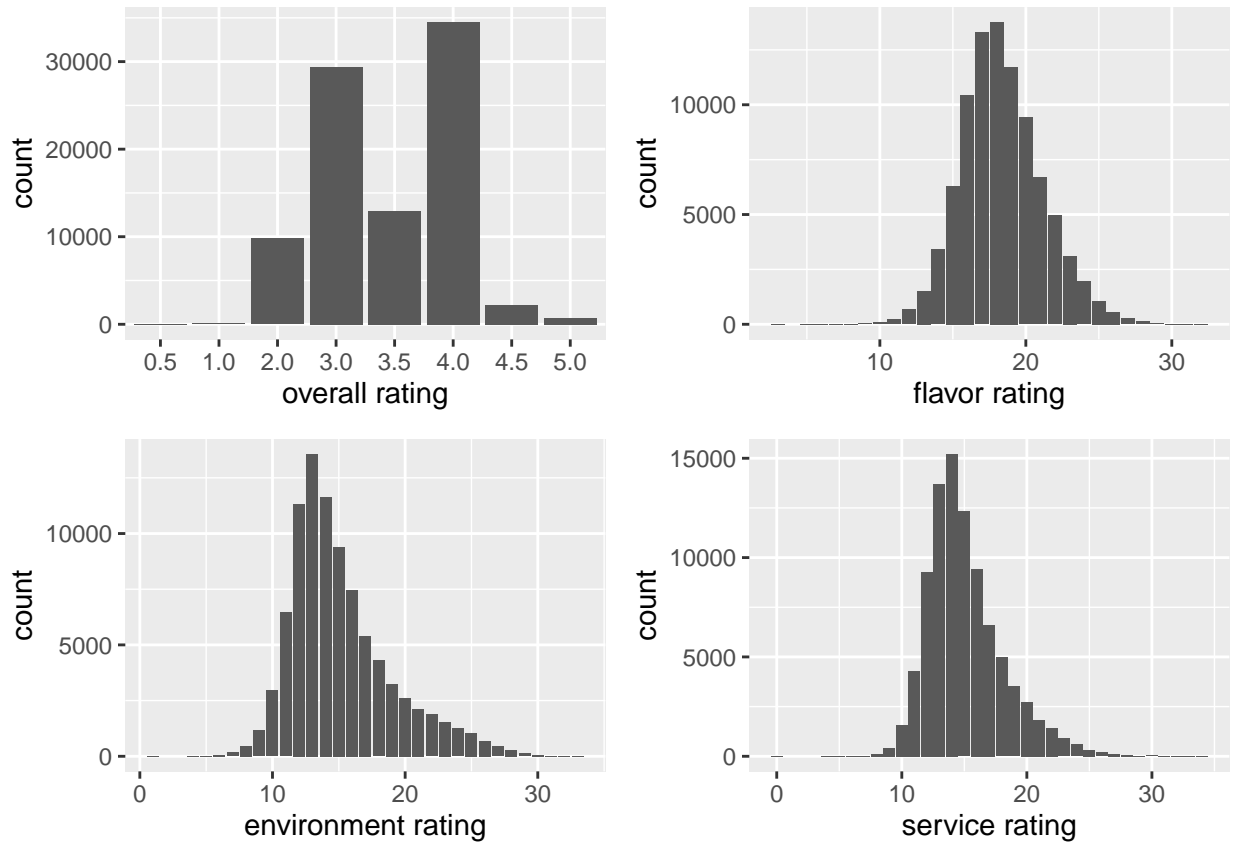 30000
20000
10000
0
count
0.5 1.0 2.0 3.0 3.5 4.0 4.5 5.0
overall rating
10000
5000
0
count
10 20 30
flavor rating
10000
5000
0
count
0 10 20 30
environment rating
15000
10000
5000
0
count
0 10 20 30
service rating